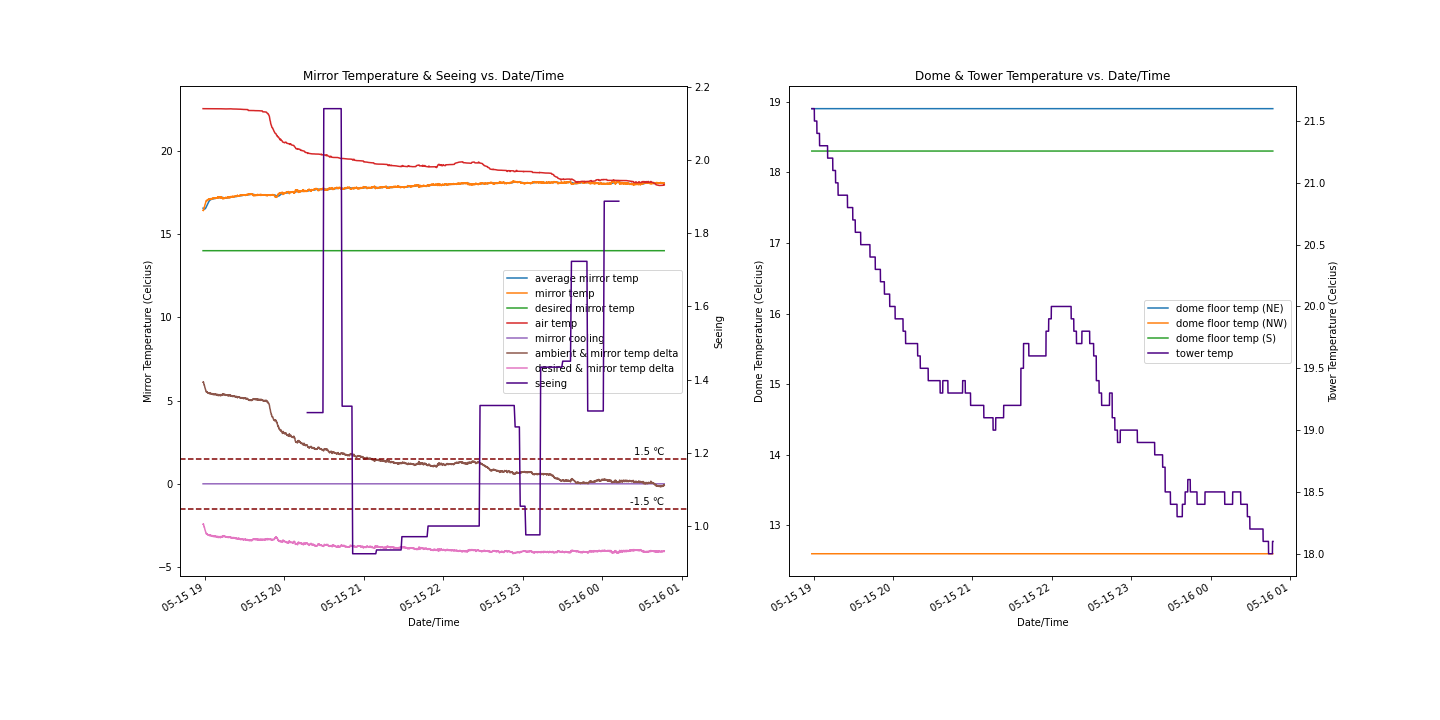 Mirror Temperature & Seeing vs. Date/Time
Mirror Temperature (Celcius)
20
15
10
5
0
−5
2.2
2.0
1.8
1.6
1.4
1.2
1.0
Seeing
average mirror temp
mirror temp
desired mirror temp
air temp
mirror cooling
ambient & mirror temp delta
desired & mirror temp delta
seeing
1.5 °C
-1.5 °C
05-15 19
05-15 20
05-15 21
05-15 22
05-15 23
05-16 00
05-16 01
Date/Time
Dome & Tower Temperature vs. Date/Time
Dome Temperature (Celcius)
19
18
17
16
15
14
13
21.5
21.0
20.5
20.0
19.5
19.0
18.5
18.0
Tower Temperature (Celcius)
dome floor temp (NE)
dome floor temp (NW)
dome floor temp (S)
tower temp
05-15 19
05-15 20
05-15 21
05-15 22
05-15 23
05-16 00
05-16 01
Date/Time